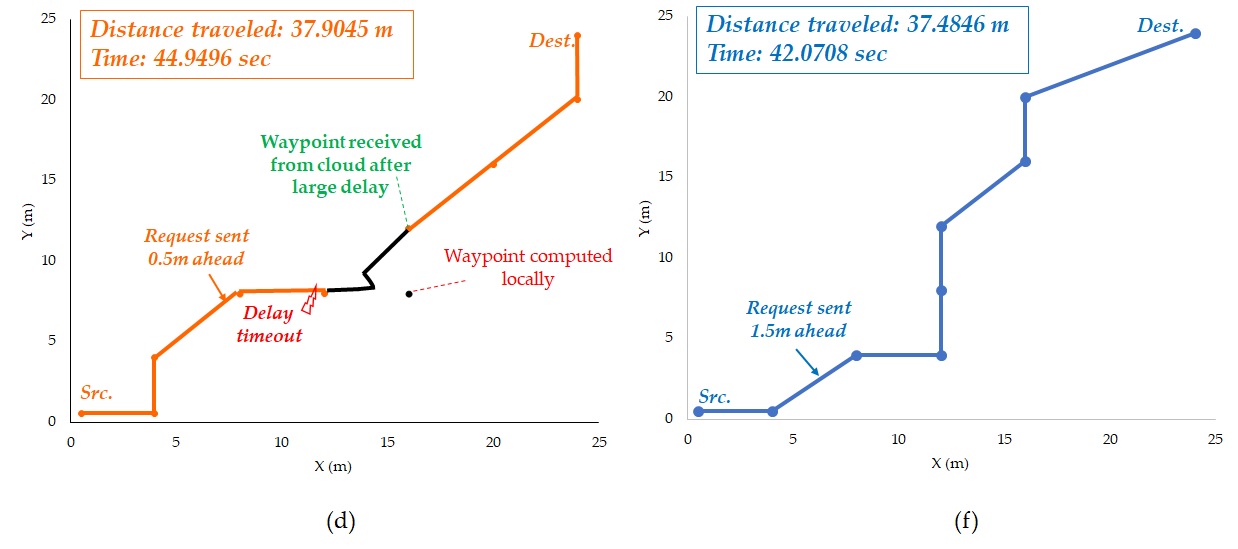 Distance traveled: 37.9045 m
Time: 44.9496 sec
25
20
15
10
5
0
0 5 10 15 20 25
Y (m)
X (m)
Dest.
Waypoint received
from cloud after
large delay
Request sent
0.5m ahead
Waypoint computed
locally
Delay
timeout
Src.
(d)
Distance traveled: 37.4846 m
Time: 42.0708 sec
25
20
15
10
5
0
0 5 10 15 20 25
Y (m)
X (m)
Dest.
Request sent
1.5m ahead
Src.
(f)